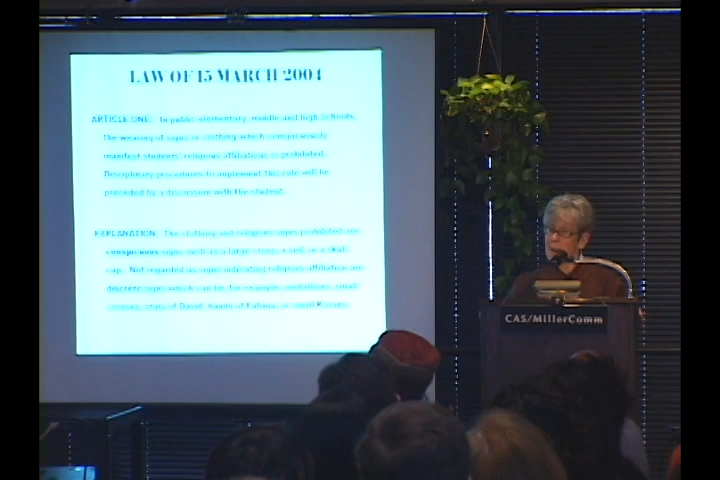 LAW OF 15 MARCH 2004
ARTICLE ONE: In public elementary, middle and high schools,
the wearing of signs or clothing which conspicuously
manifest students' religious affiliations is prohibited.
Disciplinary procedures to implement this rule will be
preceded by a discussion with the student.
EXPLANATION: The clothing and religious signs prohibited are
conspicuous signs such as a large cross, a veil, or a skull-
cap. Not regarded as signs indicating religious affiliation are
discrete signs which can be, for example, medallions, small
crosses, stars of David, hands of Fatima, or small Korans.
CAS/MillerComm